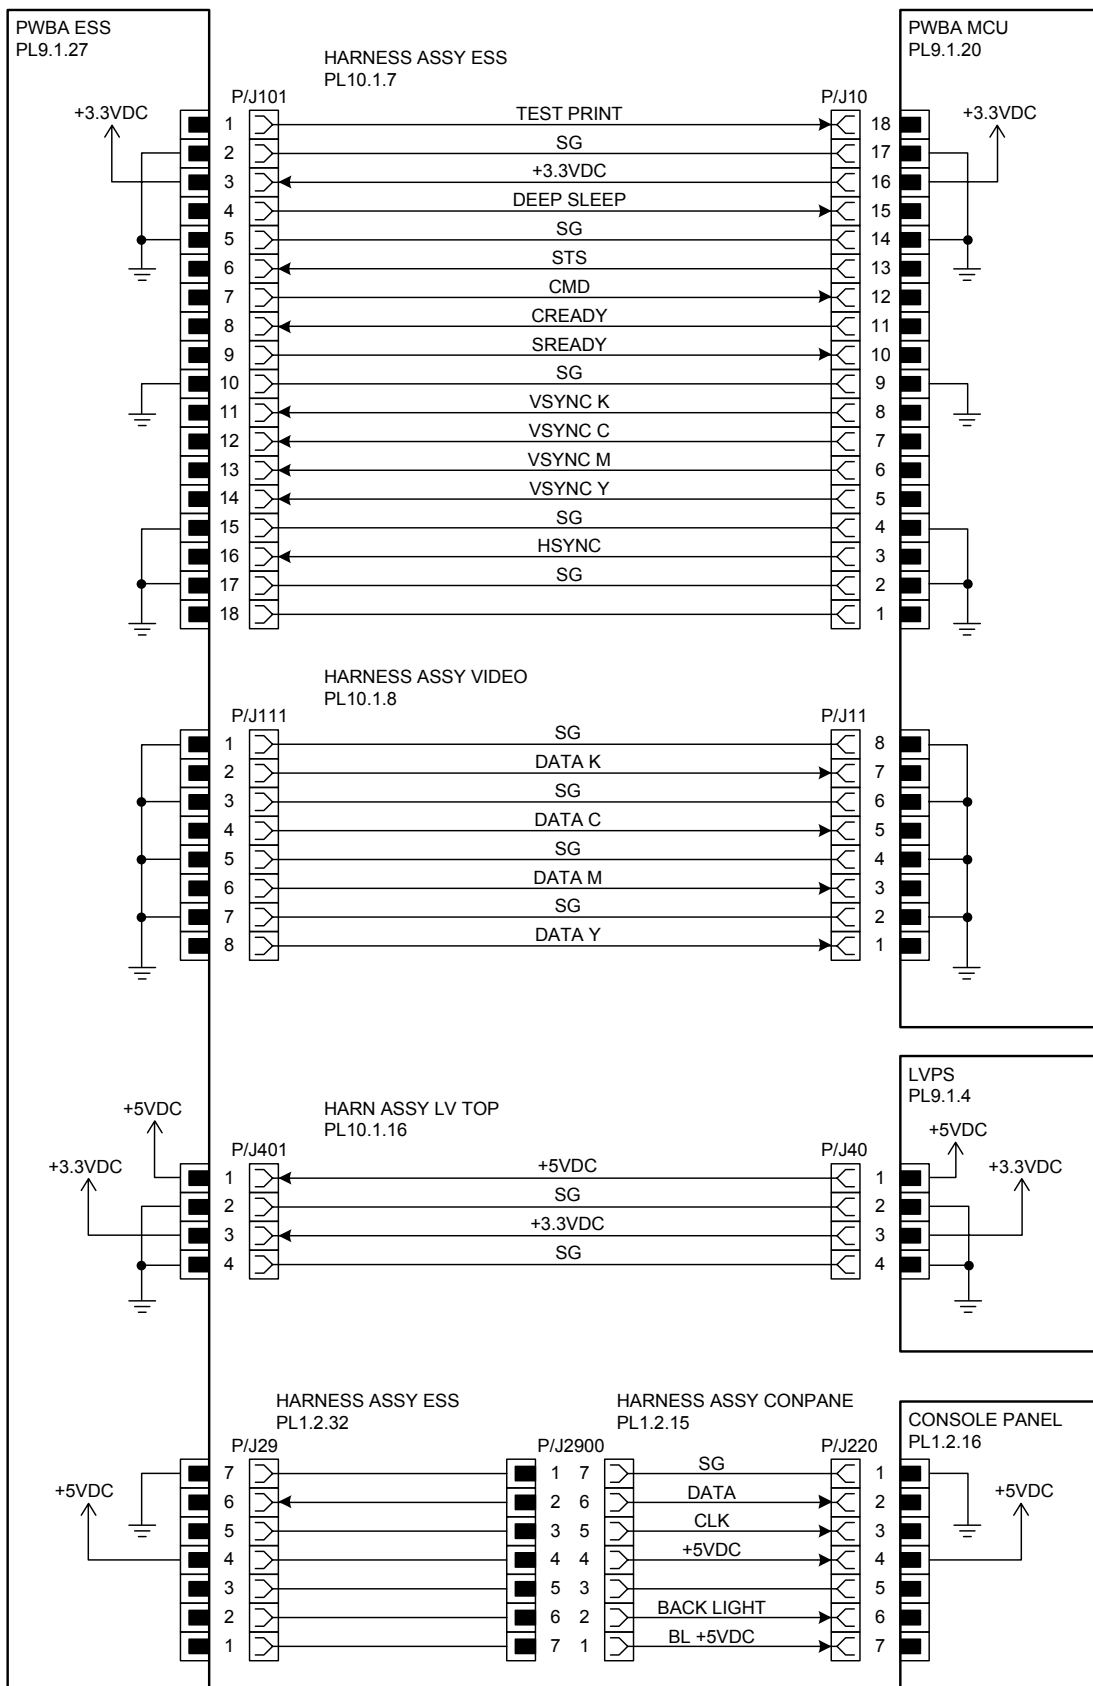 PWBA ESS
PL9.1.27
PWBA MCU
PL9.1.20
HARNESS ASSY ESS
PL10.1.7
P/J101
P/J10
+3.3VDC
+3.3VDC
1 TEST PRINT 18
2 SG 17
3 +3.3VDC 16
4 DEEP SLEEP 15
5 SG 14
6 STS 13
7 CMD 12
8 CREADY 11
9 SREADY 10
10 SG 9
11 VSYNC K 8
12 VSYNC C 7
13 VSYNC M 6
14 VSYNC Y 5
15 SG 4
16 HSYNC 3
17 SG 2
18 1
HARNESS ASSY VIDEO
PL10.1.8
P/J111
P/J11
1 SG 8
2 DATA K 7
3 SG 6
4 DATA C 5
5 SG 4
6 DATA M 3
7 SG 2
8 DATA Y 1
LVPS
PL9.1.4
HARN ASSY LV TOP
PL10.1.16
+5VDC
+3.3VDC
P/J401
P/J40
+5VDC
+3.3VDC
1 +5VDC 1
2 SG 2
3 +3.3VDC 3
4 SG 4
HARNESS ASSY ESS
PL1.2.32
HARNESS ASSY CONPANE
PL1.2.15
CONSOLE PANEL
PL1.2.16
P/J29
P/J2900
P/J220
+5VDC
+5VDC
7 1 7 SG 1
6 2 6 DATA 2
5 3 5 CLK 3
4 4 4 +5VDC 4
3 5 3 5
2 6 2 BACK LIGHT 6
1 7 1 BL +5VDC 7